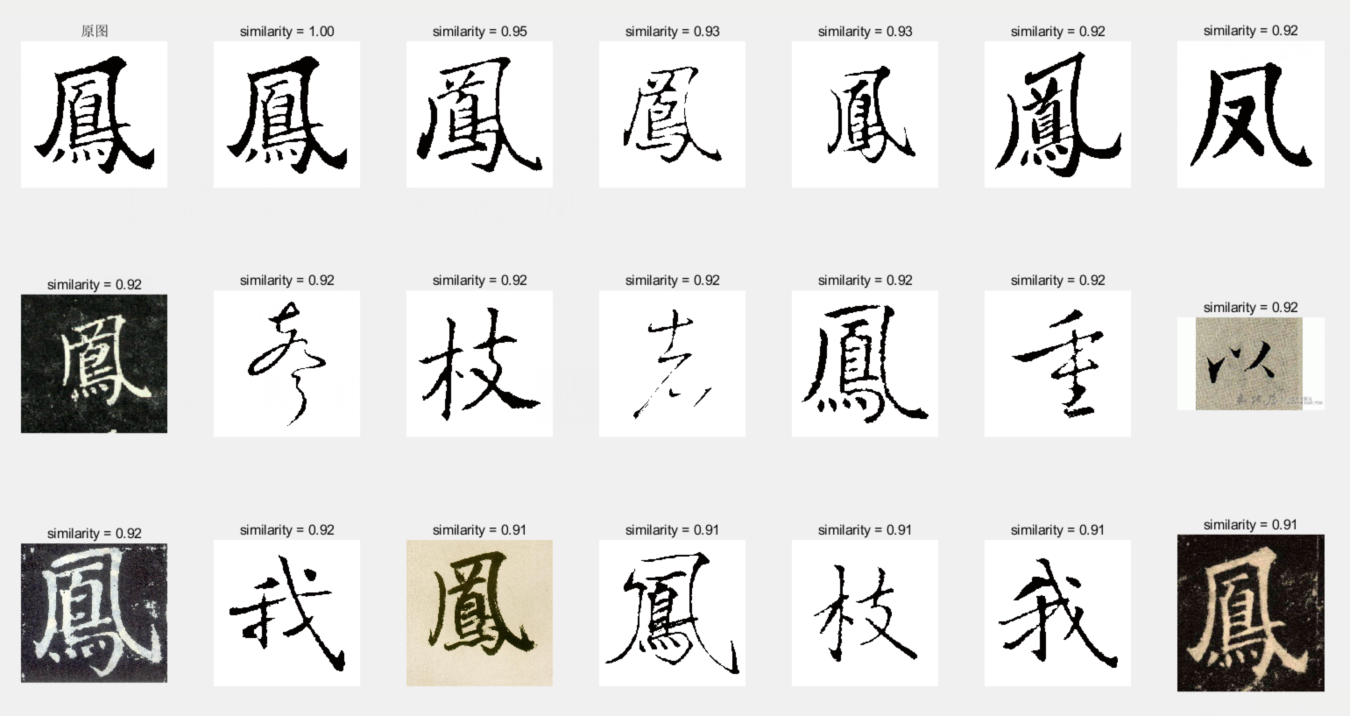 原图 similarity = 1.00 similarity = 0.95 similarity = 0.93 similarity = 0.93 similarity = 0.92 similarity = 0.92
鳳 鳳 鳳 鳳 鳳 鳳 凤
similarity = 0.92 similarity = 0.92 similarity = 0.92 similarity = 0.92 similarity = 0.92 similarity = 0.92 similarity = 0.92
鳳 枝 鳳 重 以
similarity = 0.92 similarity = 0.92 similarity = 0.91 similarity = 0.91 similarity = 0.91 similarity = 0.91 similarity = 0.91
鳳 我 鳳 鳳 枝 我 鳳